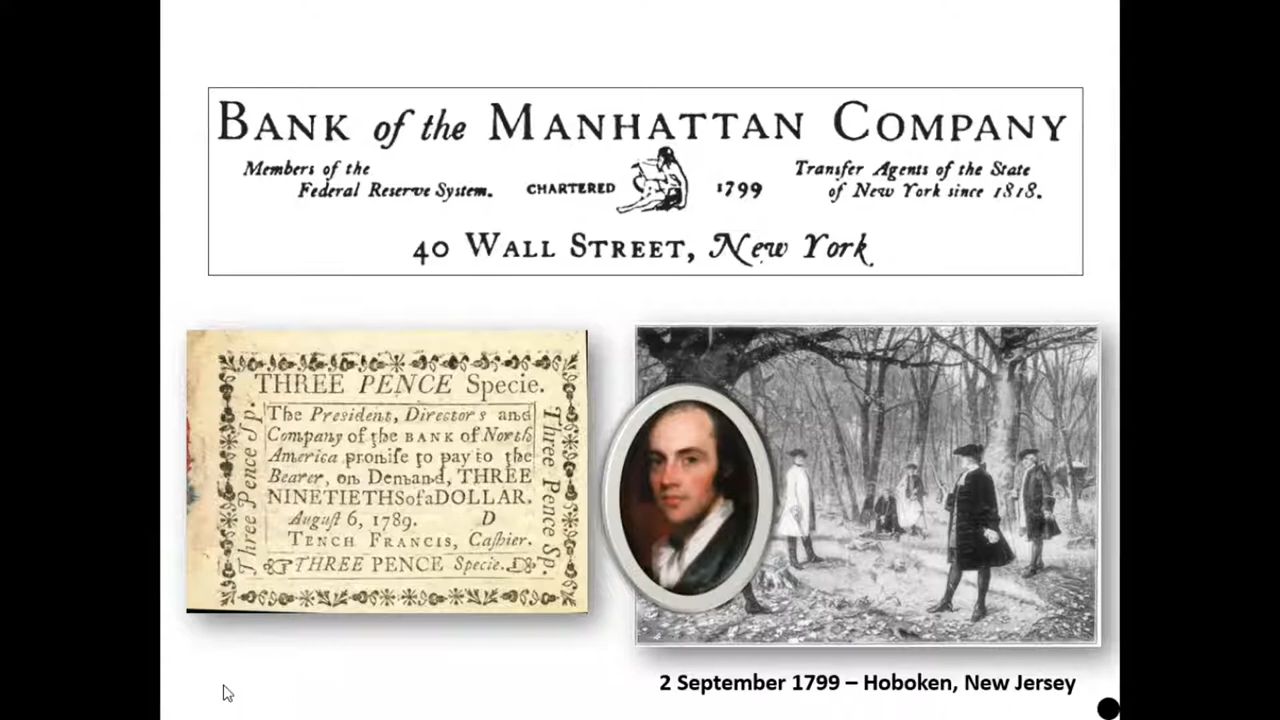 BANK of the MANHATTAN COMPANY
Members of the
Federal Reserve System.
CHARTERED 1799
Transfer Agents of the State
of New York since 1818.
40 WALL STREET, New York
THREE PENCE Specie.
The President, Directors and
Company of the BANK of North
America promiſe to pay to the
Bearer, on Demand, THREE
NINETIETHS of a DOLLAR.
Auguſt 6, 1789. D
TENCH FRANCIS, Caſhier.
THREE PENCE Specie.
Three Pence Sp.
Three Pence Sp.
2 September 1799 – Hoboken, New Jersey